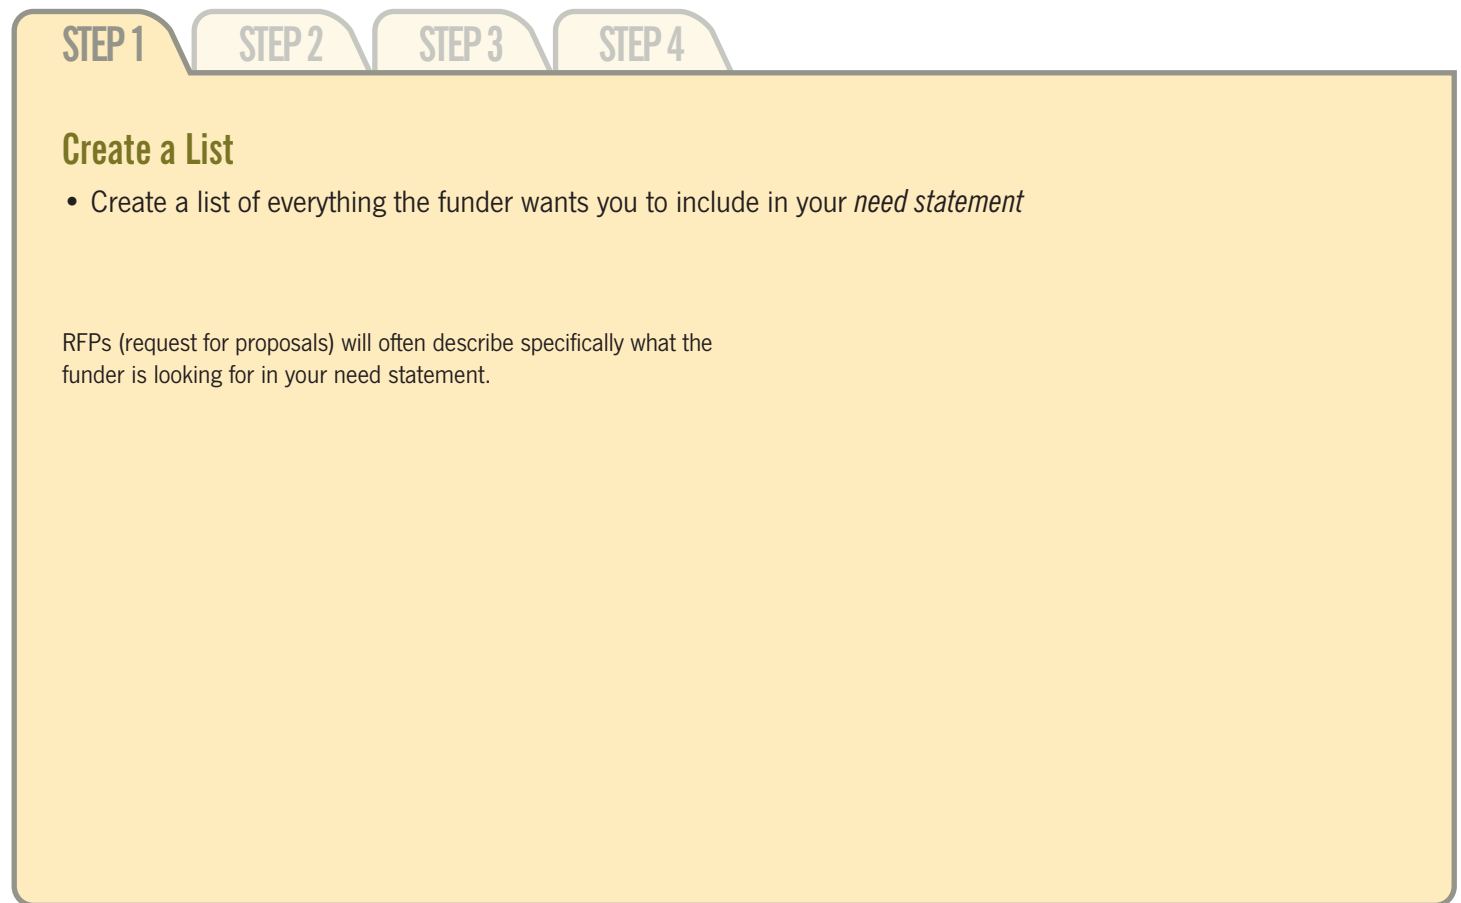 STEP 1 STEP 2 STEP 3 STEP 4
Create a List
• Create a list of everything the funder wants you to include in your need statement
RFPs (request for proposals) will often describe specifically what the
funder is looking for in your need statement.